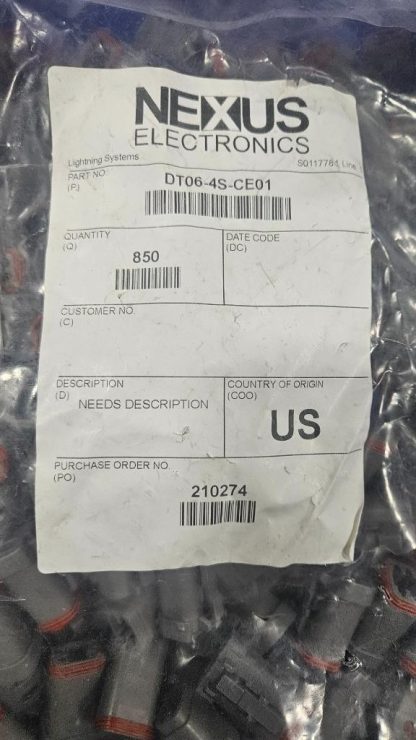 NEXUS
ELECTRONICS
Lightning Systems S0117784, Line
PART NO. DT06-4S-CE01
(P)
QUANTITY DATE CODE
(Q) (DC)
850
CUSTOMER NO.
(C)
DESCRIPTION COUNTRY OF ORIGIN
(D) NEEDS DESCRIPTION (COO)
US
PURCHASE ORDER NO.
(PO)
210274